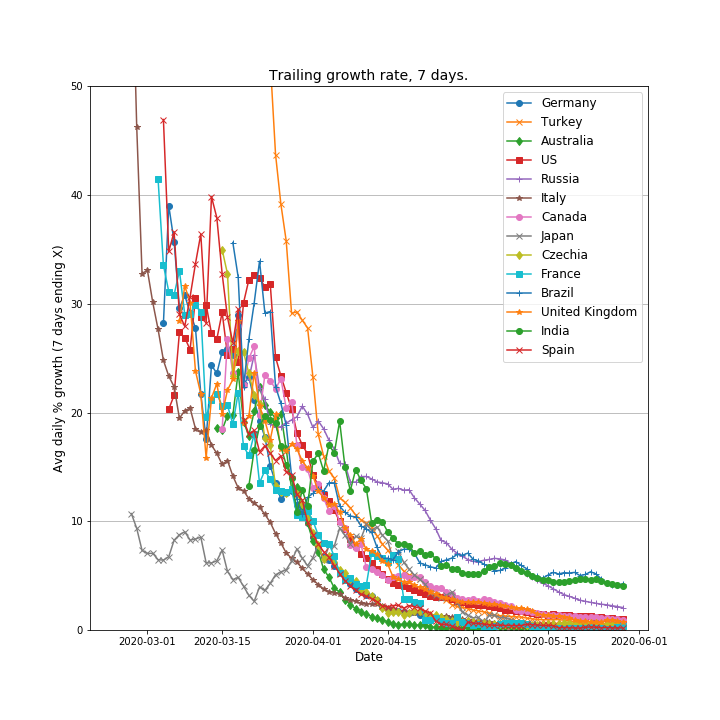 Trailing growth rate, 7 days.
Avg daily % growth (7 days ending X)
50
40
30
20
10
0
Germany
Turkey
Australia
US
Russia
Italy
Canada
Japan
Czechia
France
Brazil
United Kingdom
India
Spain
2020-03-01 2020-03-15 2020-04-01 2020-04-15 2020-05-01 2020-05-15 2020-06-01
Date